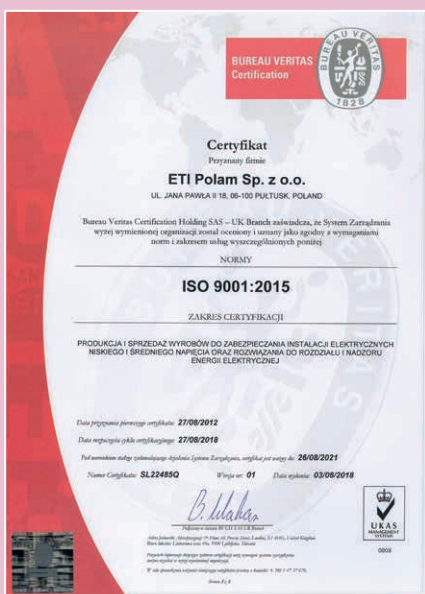 BUREAU VERITAS
Certification
BUREAU VERITAS
1828
Certyfikat
Przyznany firmie
ETI Polam Sp. z o.o.
UL. JANA PAWŁA II 18, 06-100 PUŁTUSK, POLAND
Bureau Veritas Certification Holding SAS – UK Branch zaświadcza, że System Zarządzania
wyżej wymienionej organizacji został oceniony i uznany jako zgodny z wymaganiami
norm i zakresem usług wyszczególnionych poniżej
NORMY
ISO 9001:2015
ZAKRES CERTYFIKACJI
PRODUKCJA I SPRZEDAŻ WYROBÓW DO ZABEZPIECZANIA INSTALACJI ELEKTRYCZNYCH
NISKIEGO I ŚREDNIEGO NAPIĘCIA ORAZ ROZWIĄZANIA DO ROZDZIAŁU I NADZORU
ENERGII ELEKTRYCZNEJ
Data przyznania pierwszego certyfikatu: 27/08/2012
Data rozpoczęcia cyklu certyfikacyjnego: 27/08/2018
Pod warunkiem stałego zadowalającego działania Systemu Zarządzania, certyfikat jest ważny do: 26/08/2021
Numer Certyfikatu: SL22485Q Wersja nr: 01 Data wydania: 03/08/2018
UKAS
MANAGEMENT
SYSTEMS
0008